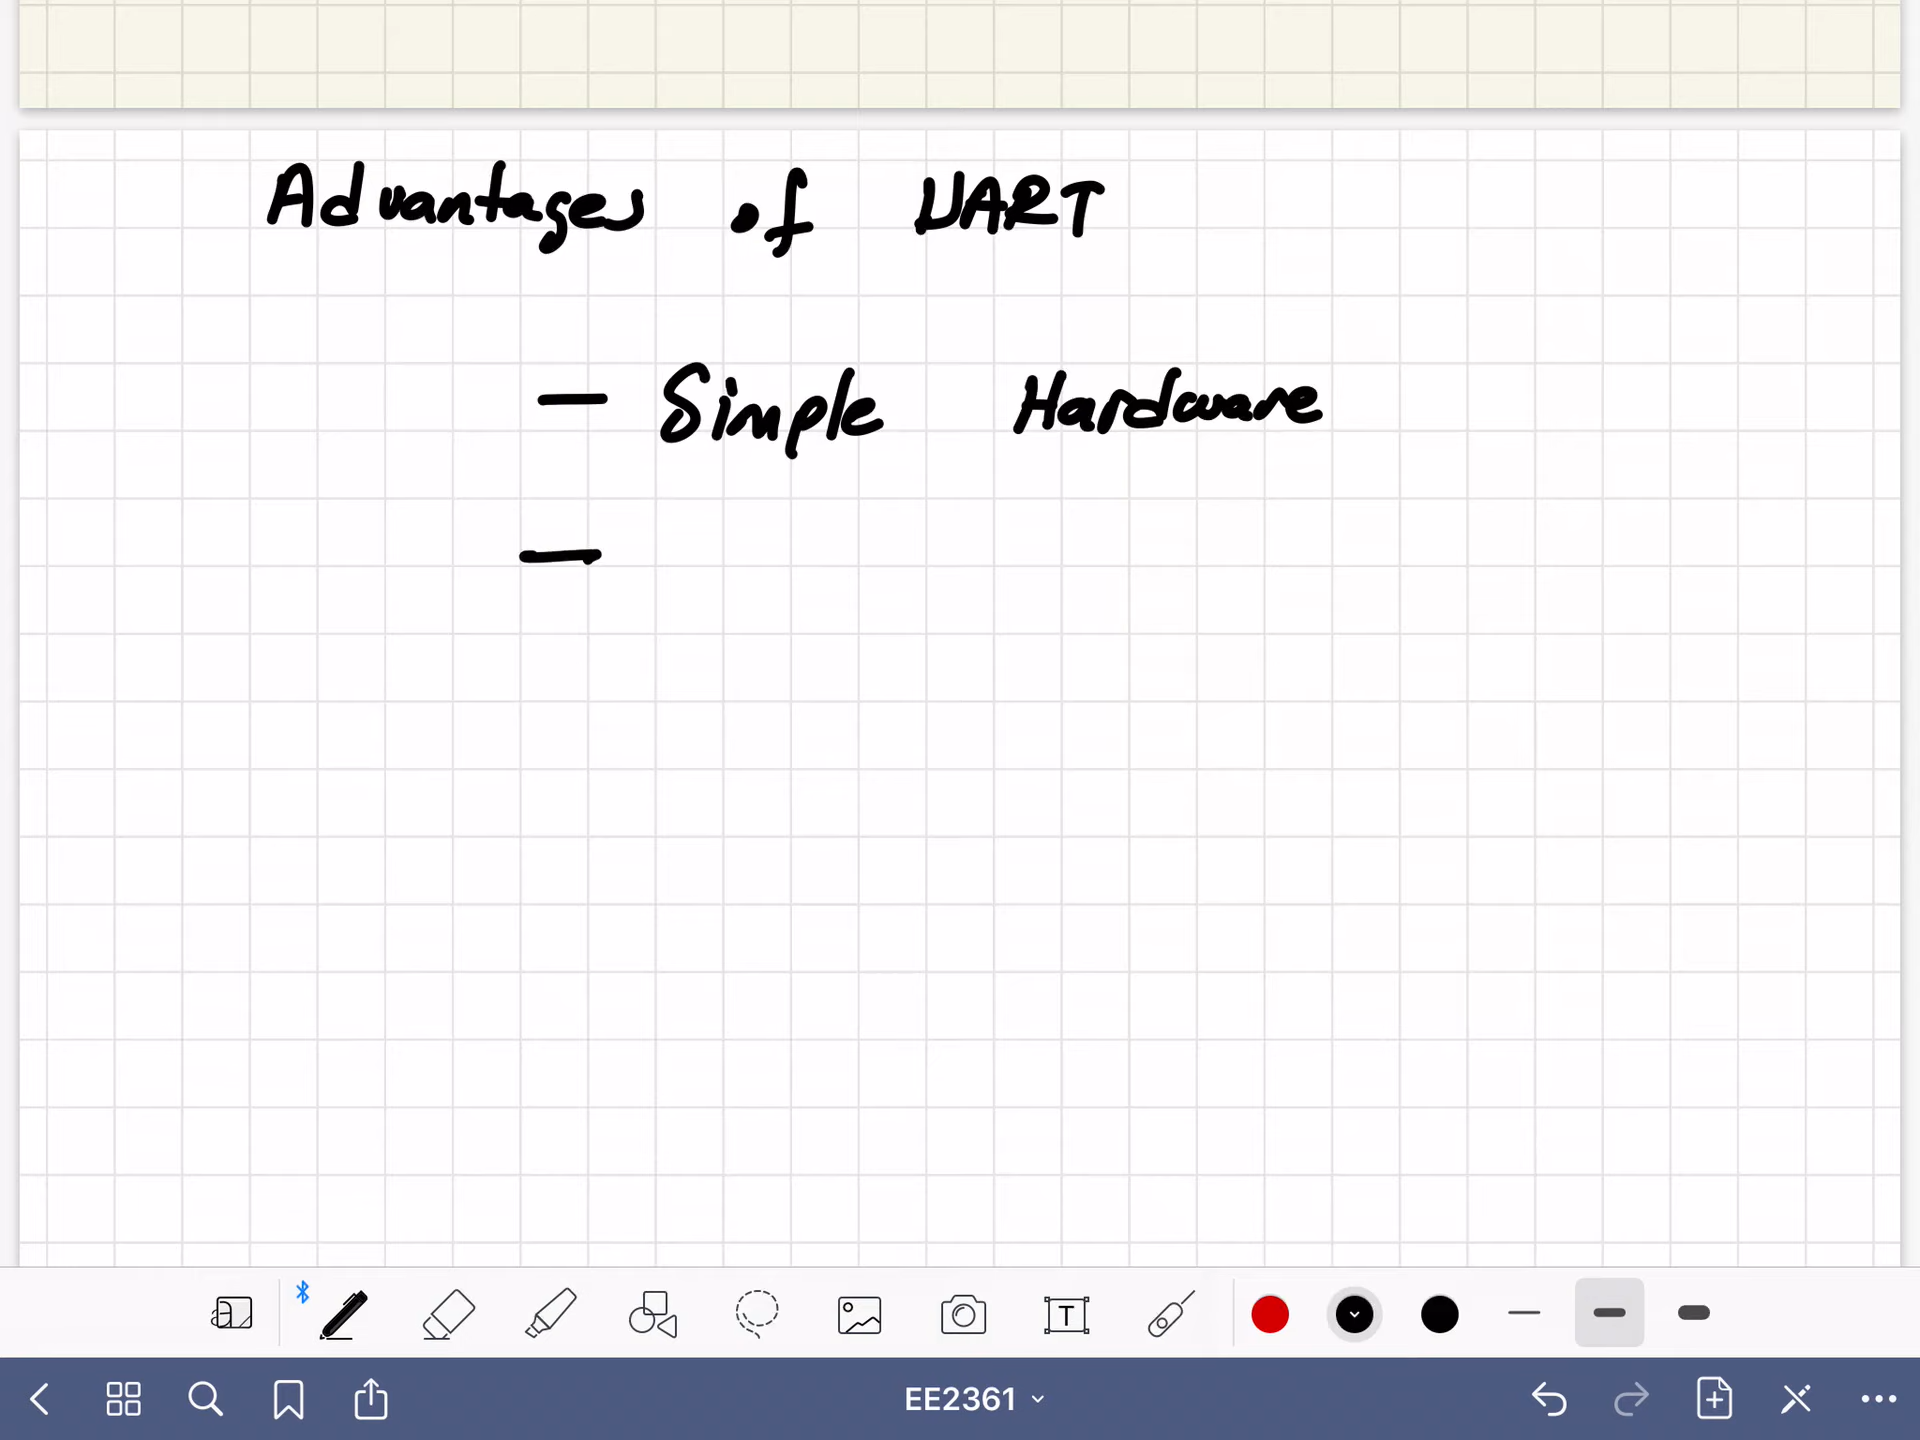 Advantages of UART
— Simple Hardware
—
T
EE2361